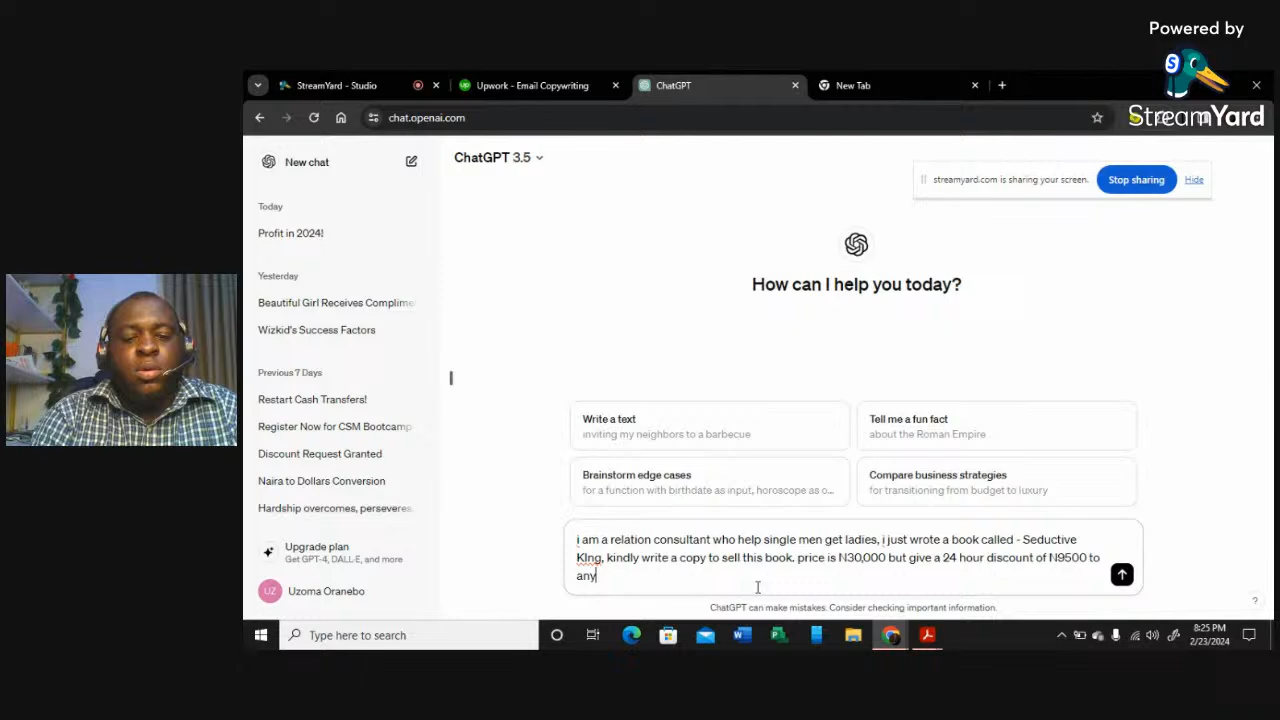 Powered by
StreamYard
StreamYard - Studio
Upwork - Email Copywriting
ChatGPT
New Tab
chat.openai.com
New chat
ChatGPT 3.5
streamyard.com is sharing your screen.
Stop sharing
Hide
Today
Profit in 2024!
Yesterday
Beautiful Girl Receives Complime
Wizkid's Success Factors
Previous 7 Days
Restart Cash Transfers!
Register Now for CSM Bootcamp
Discount Request Granted
Naira to Dollars Conversion
Hardship overcomes, perseveres,
Upgrade plan
Get GPT-4, DALL·E, and more
UZ
Uzoma Oranebo
How can I help you today?
Write a text
inviting my neighbors to a barbecue
Tell me a fun fact
about the Roman Empire
Brainstorm edge cases
for a function with birthdate as input, horoscope as o...
Compare business strategies
for transitioning from budget to luxury
i am a relation consultant who help single men get ladies, i just wrote a book called - Seductive
KIng, kindly write a copy to sell this book. price is N30,000 but give a 24 hour discount of N9500 to
any
ChatGPT can make mistakes. Consider checking important information.
?
Type here to search
8:25 PM
2/23/2024